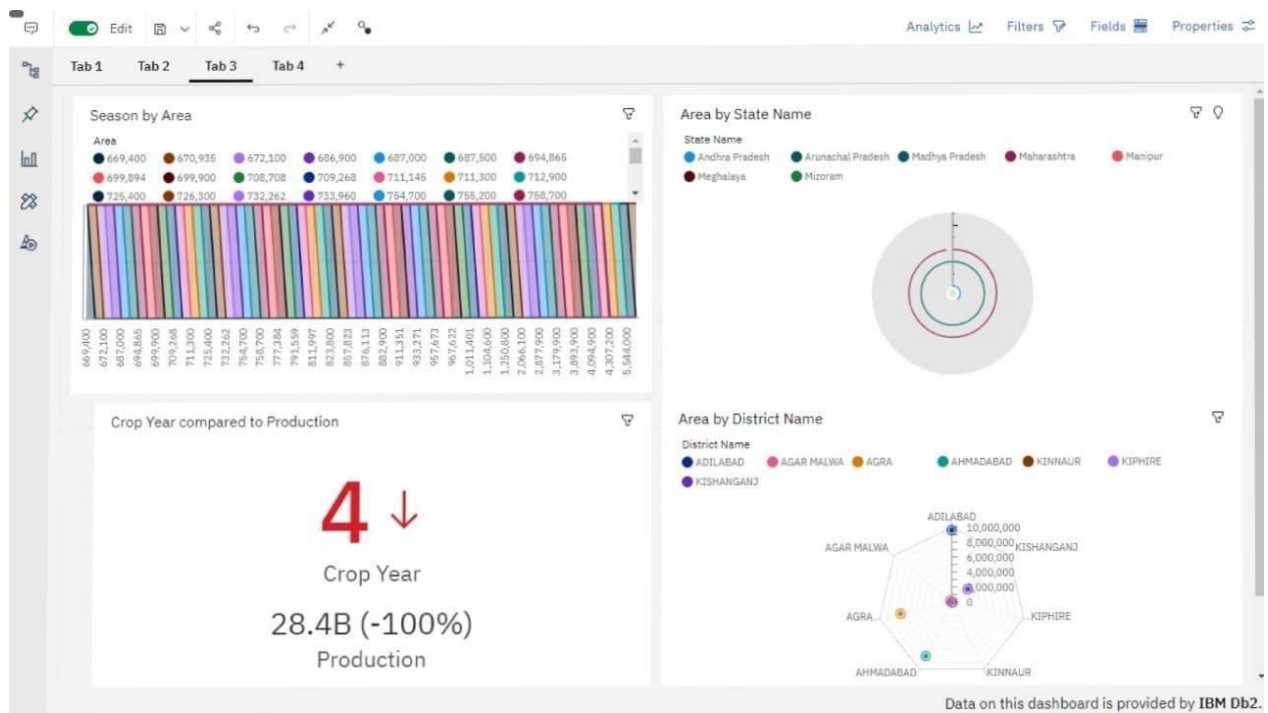 Edit
Analytics Filters Fields Properties
Tab 1 Tab 2 Tab 3 Tab 4 +
Season by Area
Area
669,400 670,935 672,100 686,900 687,000 687,500 694,865
699,894 699,900 708,708 709,268 711,145 711,300 712,900
725,400 726,300 732,262 733,960 754,700 755,200 758,700
669,400 672,100 687,000 694,865 699,900 709,268 711,300 725,400 732,262 754,700 758,700 777,384 791,559 811,997 823,800 857,823 876,113 882,900 911,351 933,271 957,673 967,622 1,011,401 1,104,600 1,250,800 2,066,100 2,877,900 3,179,900 3,893,900 4,094,900 4,307,200 5,544,000
Area by State Name
State Name
Andhra Pradesh Arunachal Pradesh Madhya Pradesh Maharashtra Manipur
Meghalaya Mizoram
Crop Year compared to Production
4 ↓
Crop Year
28.4B (-100%)
Production
Area by District Name
District Name
ADILABAD AGAR MALWA AGRA AHMADABAD KINNAUR KIPHIRE
KISHANGANJ
ADILABAD
10,000,000
AGAR MALWA 8,000,000 KISHANGANJ
6,000,000
4,000,000
0
AGRA KIPHIRE
AHMADABAD KINNAUR
Data on this dashboard is provided by IBM Db2.